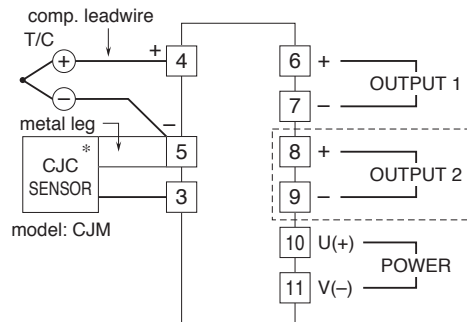 comp. leadwire
T/C
+
+
4
−
−
metal leg
*
5
CJC
SENSOR
3
model: CJM
6
+
OUTPUT 1
7
−
8
+
OUTPUT 2
9
−
10
U(+)
POWER
11
V(−)